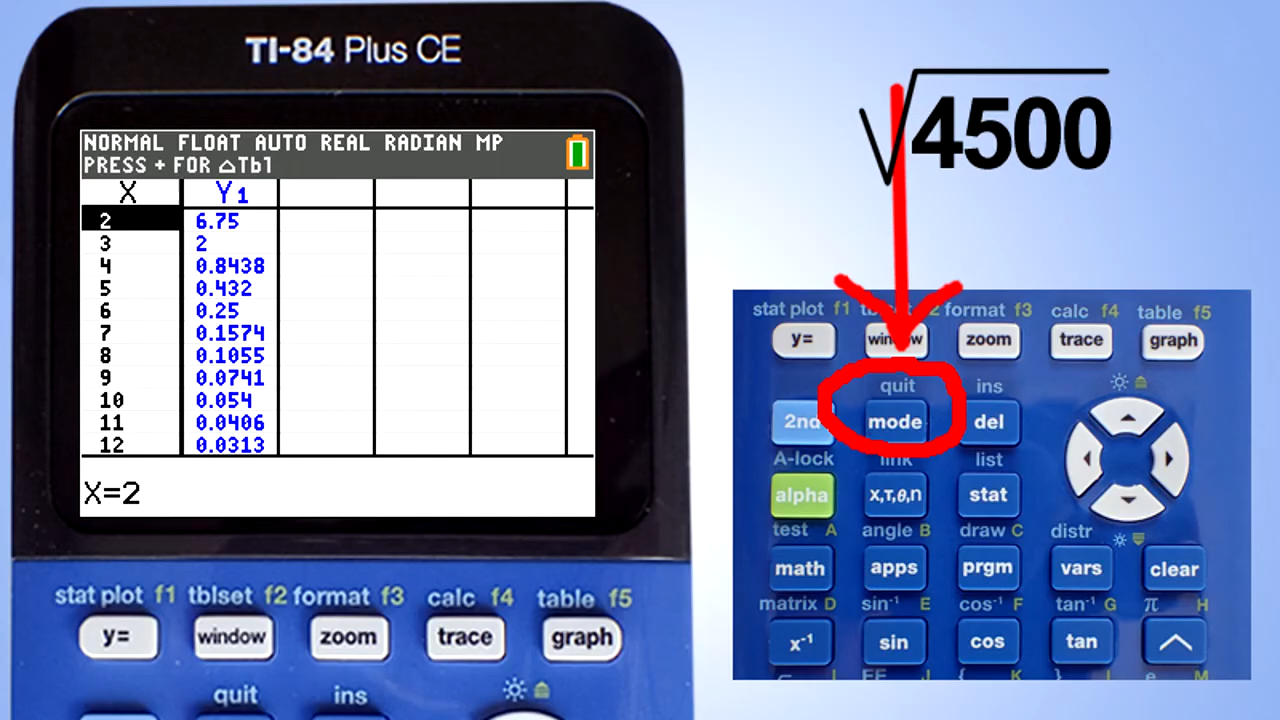 TI-84 Plus CE
NORMAL FLOAT AUTO REAL RADIAN MP
PRESS + FOR △Tbl
X Y1
2 6.75
3 2
4 0.8438
5 0.432
6 0.25
7 0.1574
8 0.1055
9 0.0741
10 0.054
11 0.0406
12 0.0313
X=2
stat plot f1 tblset f2 format f3 calc f4 table f5
y= window zoom trace graph
quit ins
√4500
stat plot f1 format f3 calc f4 table f5
y= window zoom trace graph
quit ins
2nd mode del
A-lock link list
alpha X,T,θ,n stat
test A angle B draw C distr
math apps prgm vars clear
matrix D sin⁻¹ E cos⁻¹ F tan⁻¹ G π H
x⁻¹ sin cos tan ^